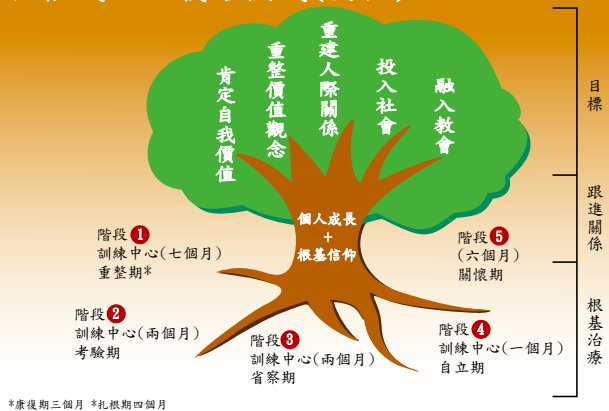 肯定自我價值
重整價值觀念
重建人際關係
投入社會
融入教會
目標
跟進關係
根基治療
個人成長
+
根基信仰
階段1
訓練中心(七個月)
重整期*
階段5
(六個月)
關懷期
階段2
訓練中心(兩個月)
考驗期
階段3
訓練中心(兩個月)
省察期
階段4
訓練中心(一個月)
自立期
*康復期三個月 *扎根期四個月